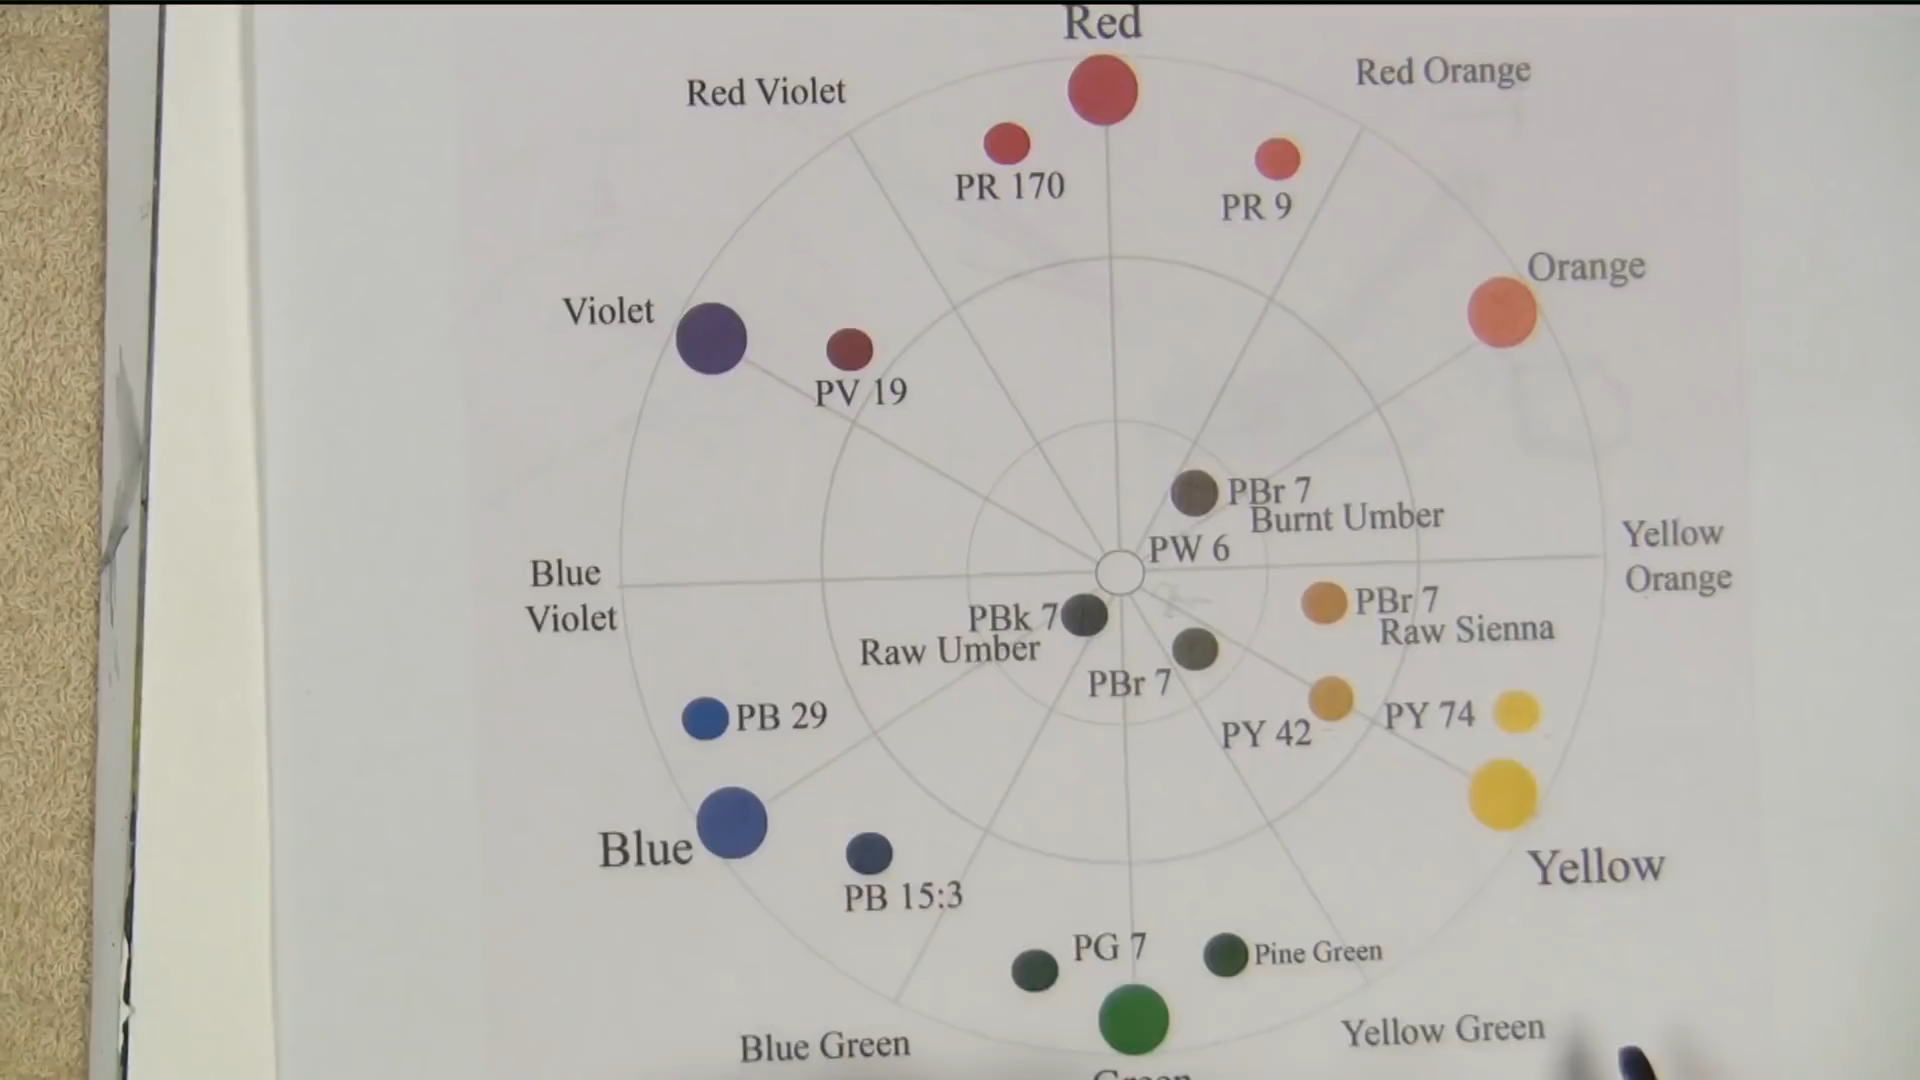 Red
Red Orange
Red Violet
PR 170
PR 9
Orange
Violet
PV 19
PBr 7
Burnt Umber
PW 6
Yellow
Orange
Blue
Violet
PBk 7
PBr 7
Raw Sienna
Raw Umber
PBr 7
PB 29
PY 42
PY 74
Blue
Yellow
PB 15:3
PG 7
Pine Green
Blue Green
Yellow Green
Green